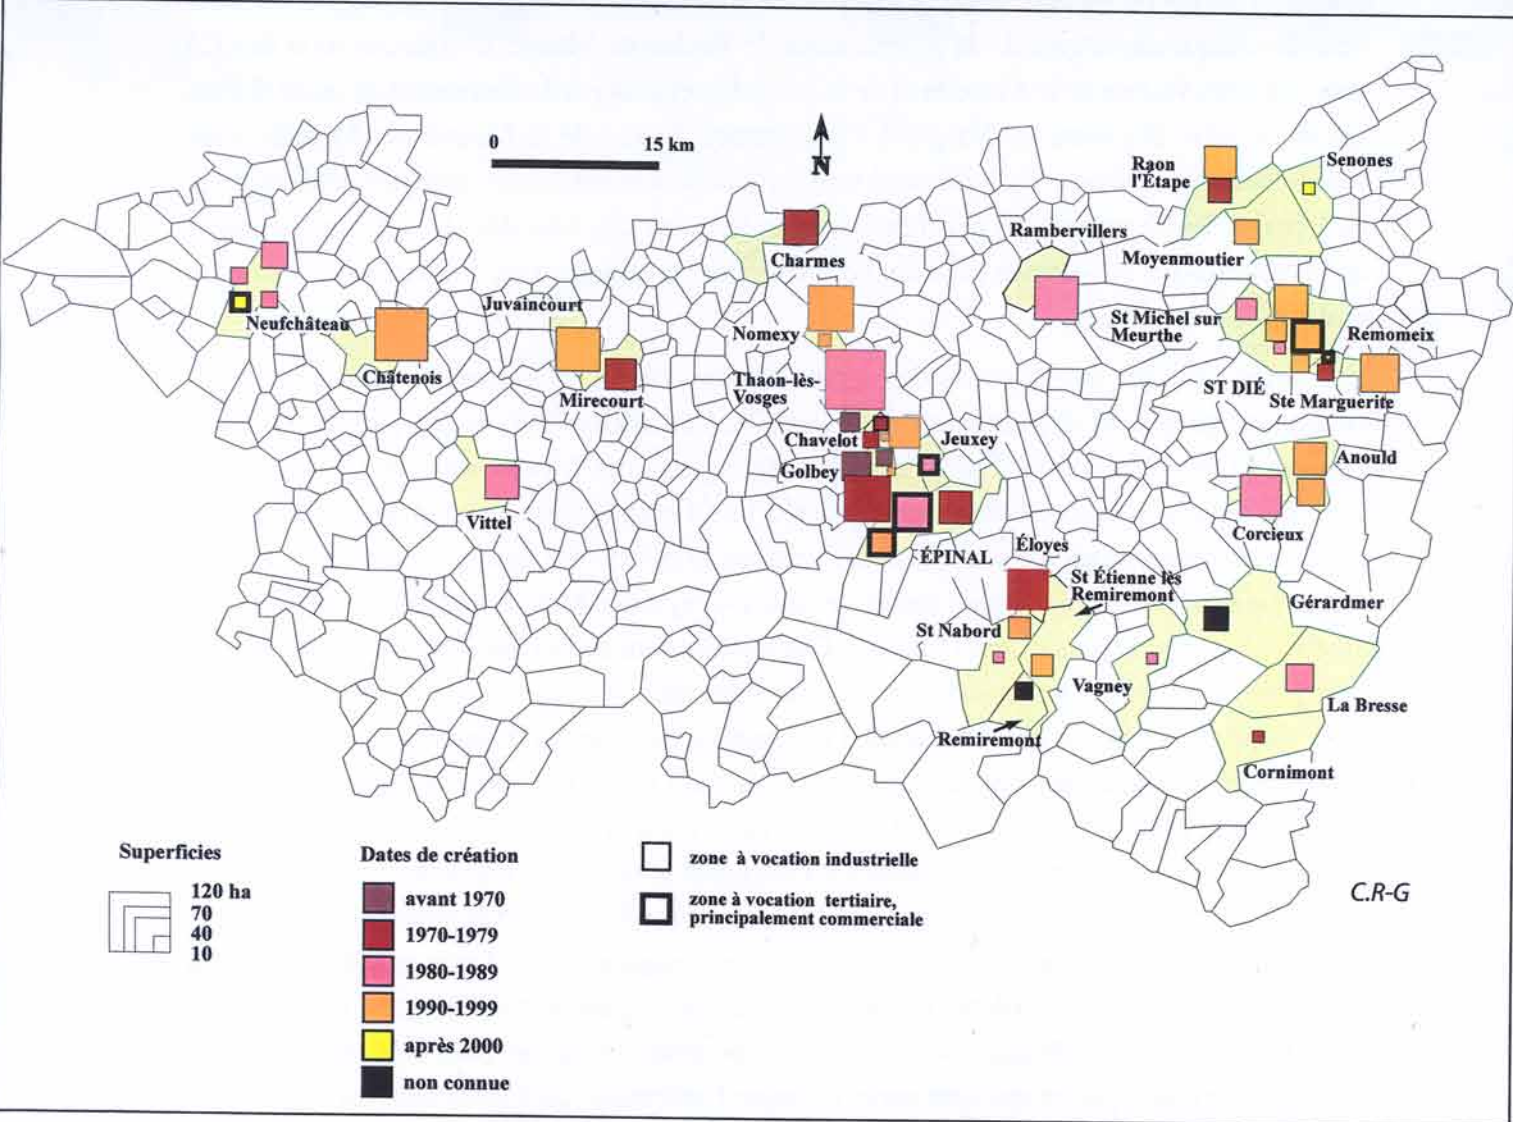 0
15 km
N
Senones
Raon
l'Étape
Rambervillers
Moyenmoutier
Charmes
Juvaincourt
Neufchâteau
Nomexy
St Michel sur
Meurthe
Remomeix
Châtenois
Thaon-lès-
Vosges
ST DIÉ
Ste Marguerite
Mirecourt
Chavelot
Jeuxey
Anould
Golbey
Vittel
Corcieux
ÉPINAL
Éloyes
St Étienne lès
Remiremont
Gérardmer
St Nabord
Vagney
La Bresse
Remiremont
Cornimont
Superficies
120 ha
70
40
10
Dates de création
avant 1970
1970-1979
1980-1989
1990-1999
après 2000
non connue
zone à vocation industrielle
zone à vocation tertiaire,
principalement commerciale
C.R-G